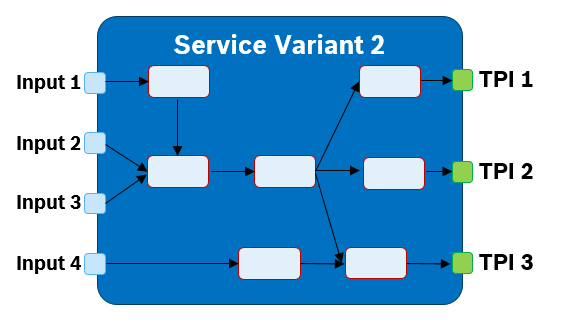 Service Variant 2
Input 1
TPI 1
Input 2
TPI 2
Input 3
Input 4
TPI 3